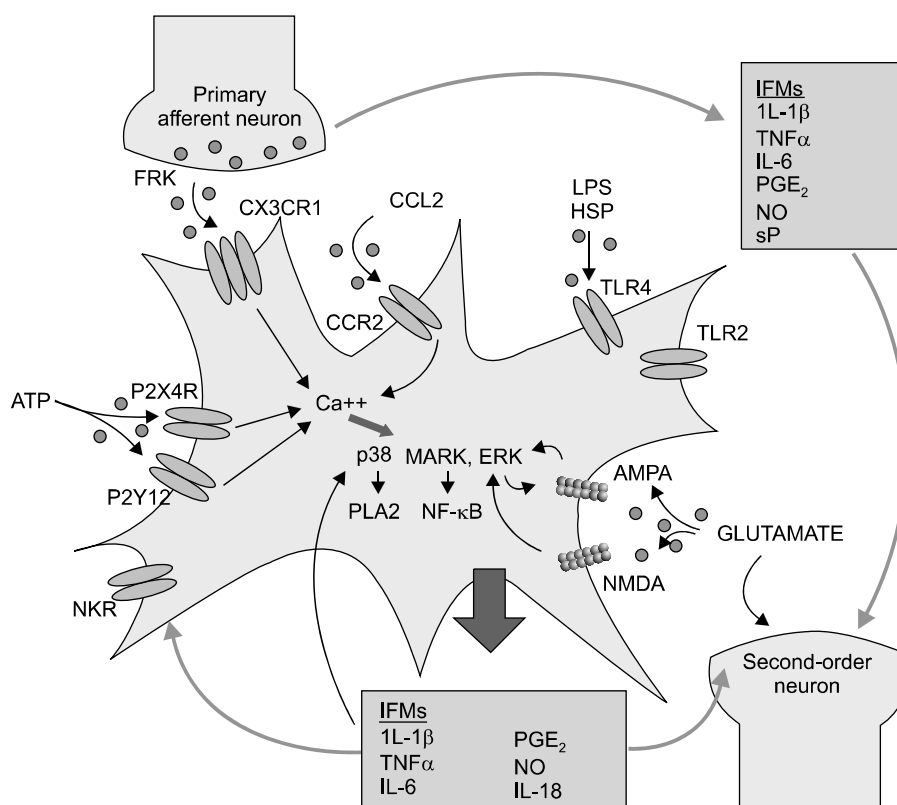 Primary
afferent neuron
FRK
CX3CR1
CCL2
CCR2
LPS
HSP
TLR4
TLR2
IFMs
1L-1β
TNFα
IL-6
PGE₂
NO
sP
ATP
P2X4R
P2Y12
NKR
Ca++
p38
MARK, ERK
PLA2
NF-κB
AMPA
NMDA
GLUTAMATE
Second-order
neuron
IFMs
1L-1β
TNFα
IL-6
PGE₂
NO
IL-18